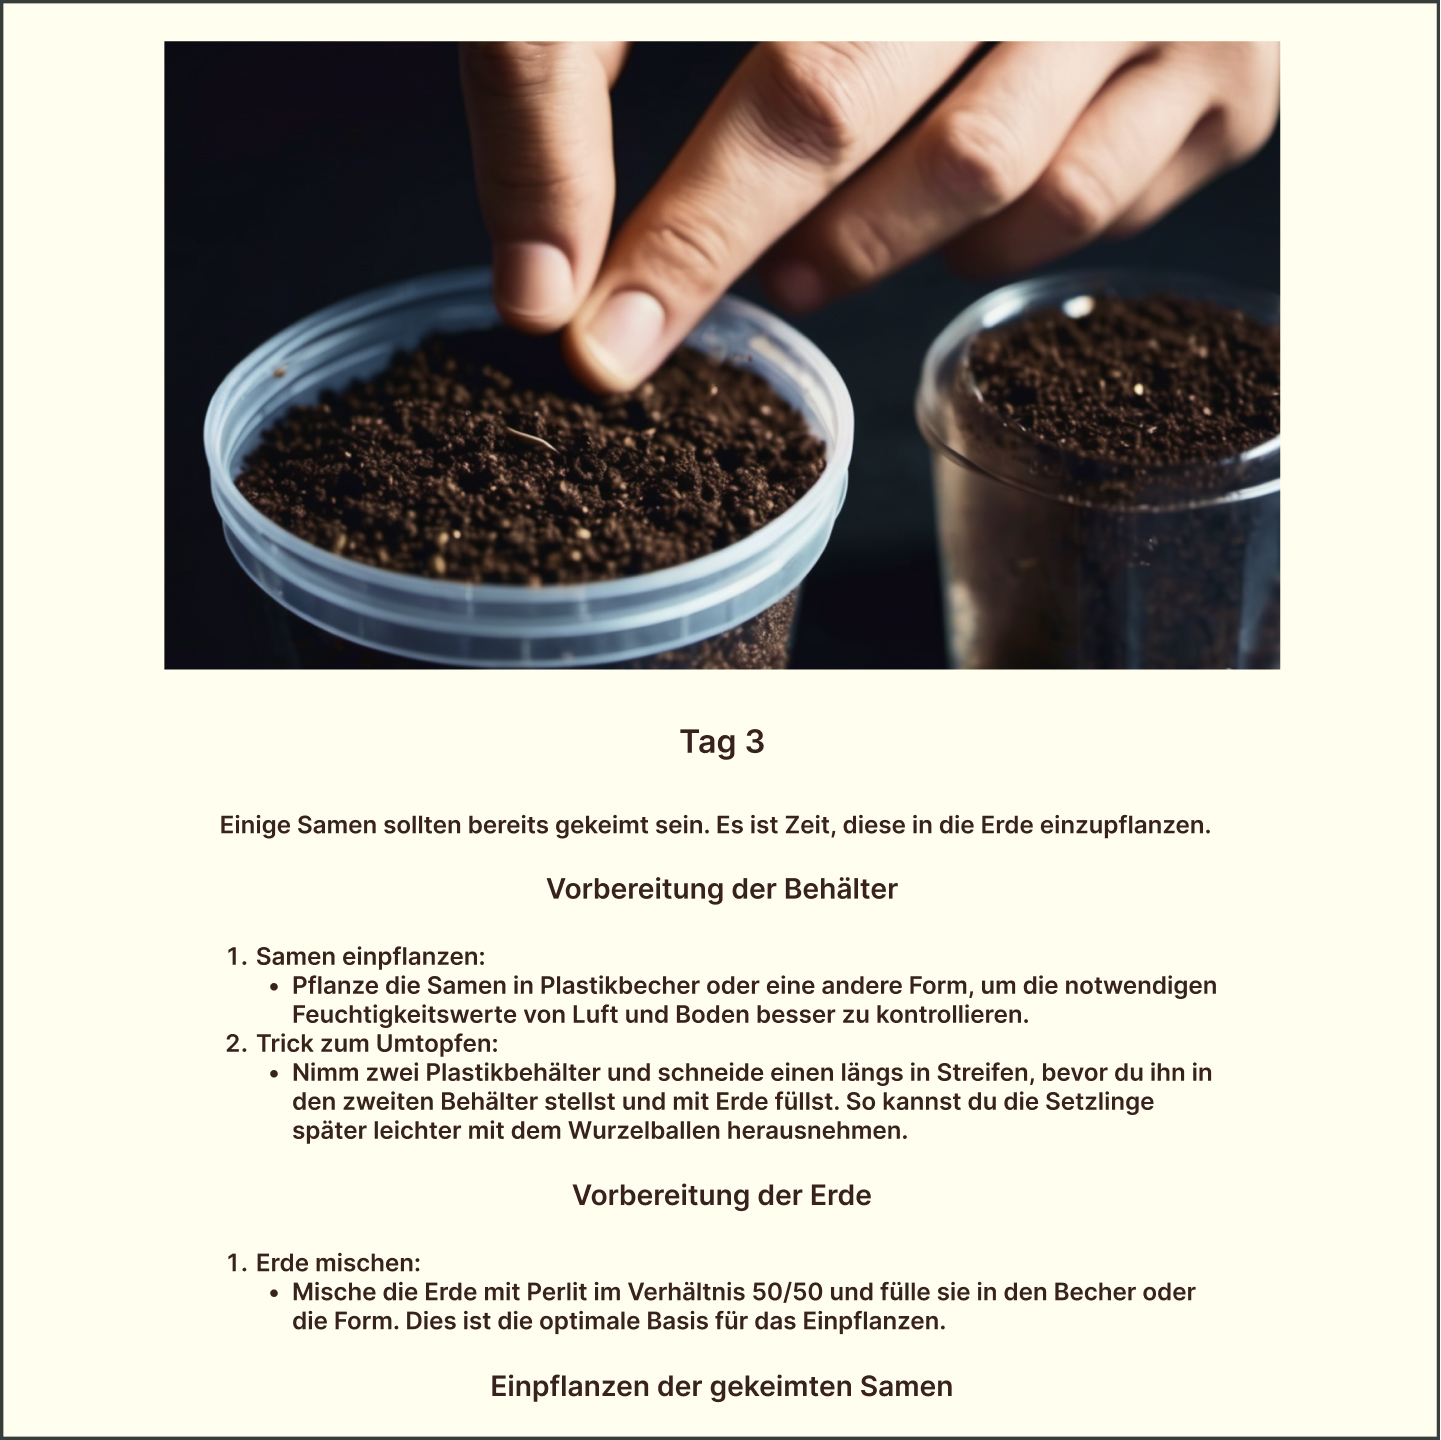 Tag 3
Einige Samen sollten bereits gekeimt sein. Es ist Zeit, diese in die Erde einzupflanzen.
Vorbereitung der Behälter
1. Samen einpflanzen:
• Pflanze die Samen in Plastikbecher oder eine andere Form, um die notwendigen
Feuchtigkeitswerte von Luft und Boden besser zu kontrollieren.
2. Trick zum Umtopfen:
• Nimm zwei Plastikbehälter und schneide einen längs in Streifen, bevor du ihn in
den zweiten Behälter stellst und mit Erde füllst. So kannst du die Setzlinge
später leichter mit dem Wurzelballen herausnehmen.
Vorbereitung der Erde
1. Erde mischen:
• Mische die Erde mit Perlit im Verhältnis 50/50 und fülle sie in den Becher oder
die Form. Dies ist die optimale Basis für das Einpflanzen.
Einpflanzen der gekeimten Samen